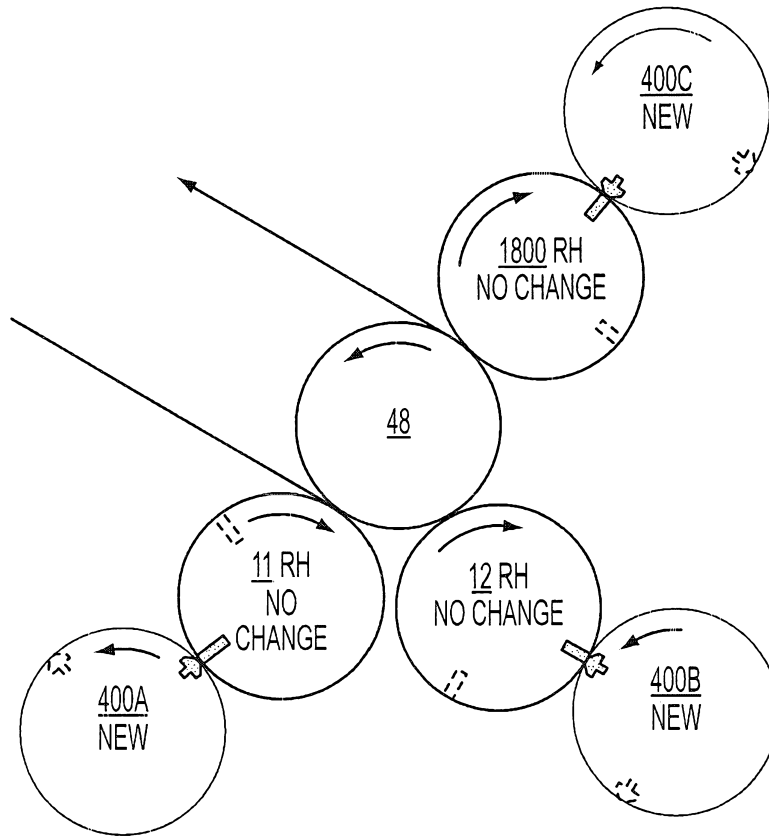 400C
NEW
1800 RH
NO CHANGE
48
11 RH
NO
CHANGE
12 RH
NO CHANGE
400A
NEW
400B
NEW